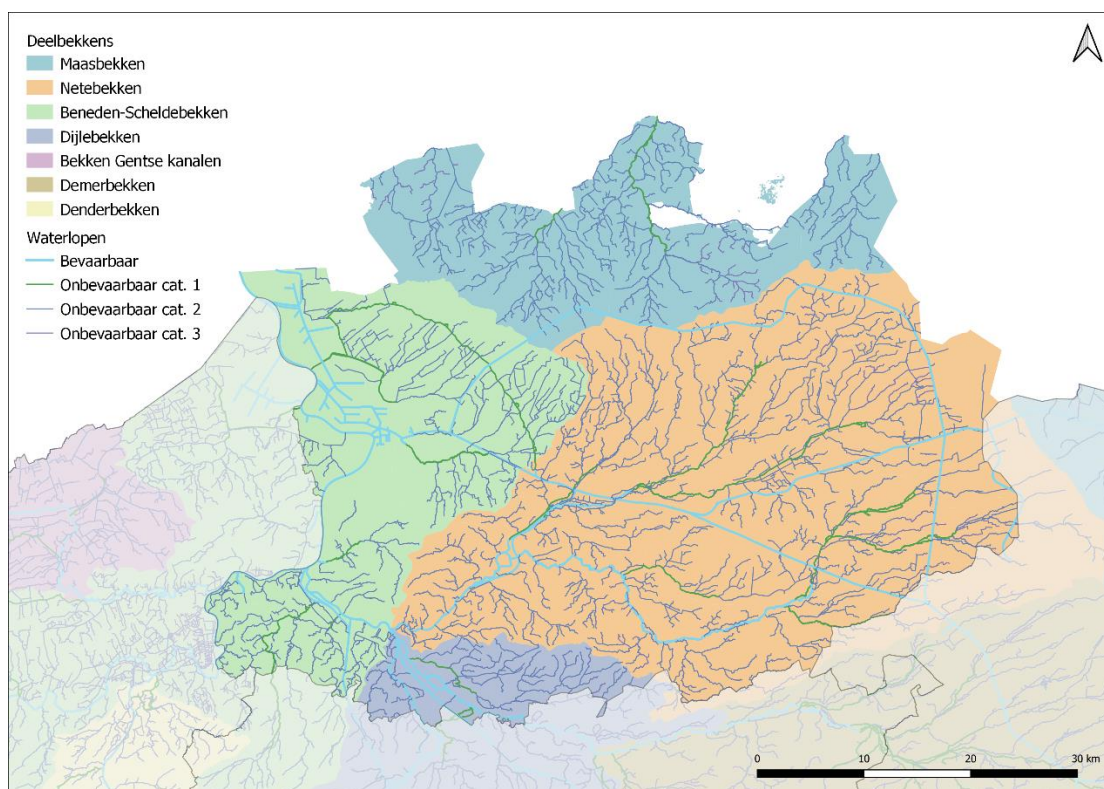 Deelbekkens
Maasbekken
Netebekken
Beneden-Scheldebekken
Dijlebekken
Bekken Gentse kanalen
Demerbekken
Denderbekken
Waterlopen
Bevaarbaar
Onbevaarbaar cat. 1
Onbevaarbaar cat. 2
Onbevaarbaar cat. 3
0 10 20 30 km